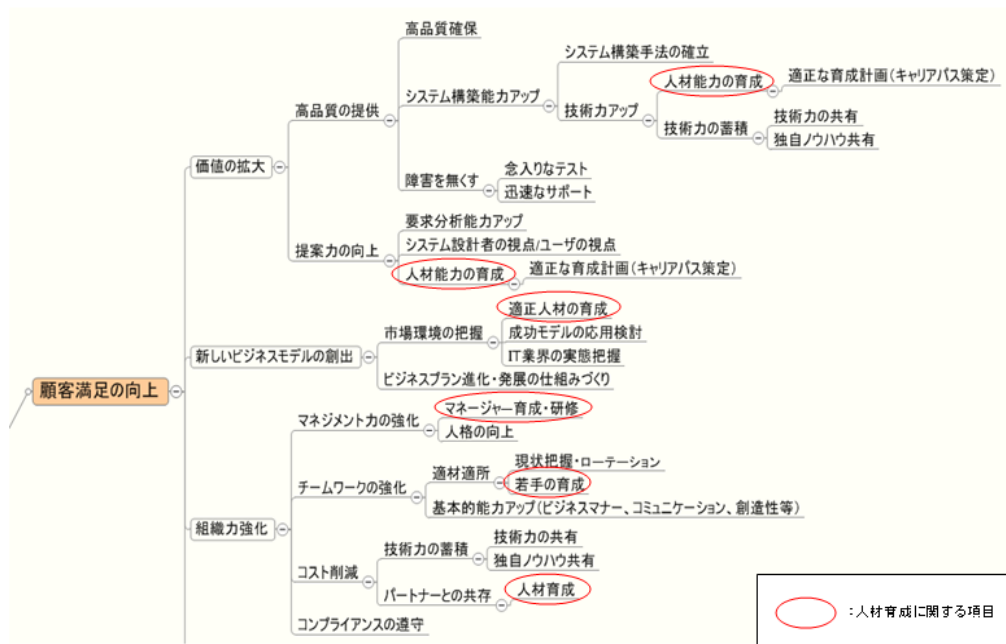 顧客満足の向上
価値の拡大
高品質の提供
高品質確保
システム構築能力アップ
システム構築手法の確立
技術力アップ
人材能力の育成
適正な育成計画(キャリアパス策定)
技術力の蓄積
技術力の共有
独自ノウハウ共有
障害を無くす
念入りなテスト
迅速なサポート
提案力の向上
要求分析能力アップ
システム設計者の視点/ユーザの視点
人材能力の育成
適正な育成計画(キャリアパス策定)
新しいビジネスモデルの創出
市場環境の把握
適正人材の育成
成功モデルの応用検討
IT業界の実態把握
ビジネスプラン進化・発展の仕組みづくり
組織力強化
マネジメント力の強化
マネージャー育成・研修
人格の向上
チームワークの強化
適材適所
現状把握・ローテーション
若手の育成
基本的能力アップ(ビジネスマナー、コミュニケーション、創造性等)
コスト削減
技術力の蓄積
技術力の共有
独自ノウハウ共有
パートナーとの共存
人材育成
コンプライアンスの遵守
:人材育成に関する項目